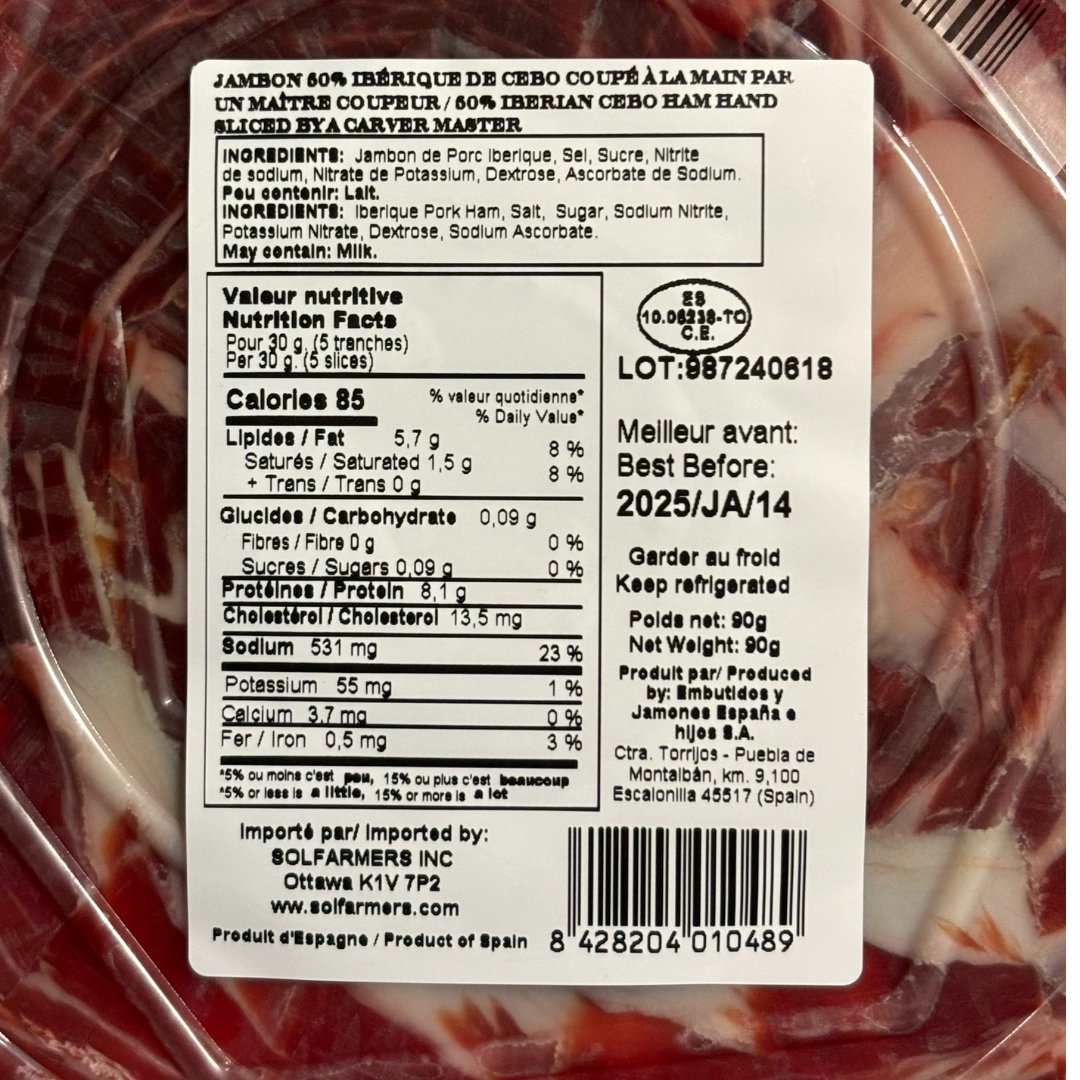 JAMBON 50% IBÉRIQUE DE CEBO COUPÉ À LA MAIN PAR
UN MAÎTRE COUPEUR / 50% IBERIAN CEBO HAM HAND
SLICED BY A CARVER MASTER
INGREDIENTS: Jambon de Porc Iberique, Sel, Sucre, Nitrite
de sodium, Nitrate de Potassium, Dextrose, Ascorbate de Sodium.
Peu contenir: Lait.
INGREDIENTS: Iberique Pork Ham, Salt, Sugar, Sodium Nitrite,
Potassium Nitrate, Dextrose, Sodium Ascorbate.
May contain: Milk.
Valeur nutritive
Nutrition Facts
Pour 30 g. (5 tranches)
Per 30 g. (5 slices)
Calories 85
% valeur quotidienne*
% Daily Value*
Lipides / Fat 5,7 g 8 %
Saturés / Saturated 1,5 g 8 %
+ Trans / Trans 0 g
Glucides / Carbohydrate 0,09 g
Fibres / Fibre 0 g 0 %
Sucres / Sugars 0,09 g 0 %
Protéines / Protein 8,1 g
Cholestérol / Cholesterol 13,5 mg
Sodium 531 mg 23 %
Potassium 55 mg 1 %
Calcium 3,7 mg 0 %
Fer / Iron 0,5 mg 3 %
*5% ou moins c'est peu, 15% ou plus c'est beaucoup
*5% or less is a little, 15% or more is a lot
ES
10.06238-TO
C.E.
LOT:987240618
Meilleur avant:
Best Before:
2025/JA/14
Garder au froid
Keep refrigerated
Poids net: 90g
Net Weight: 90g
Produit par/ Produced
by: Embutidos y
Jamones España e
hijos S.A.
Ctra. Torrijos - Puebla de
Montalbán, km. 9,100
Escalonilla 45517 (Spain)
Importé par/ Imported by:
SOLFARMERS INC
Ottawa K1V 7P2
ww.solfarmers.com
Produit d'Espagne / Product of Spain
8 428204 010489